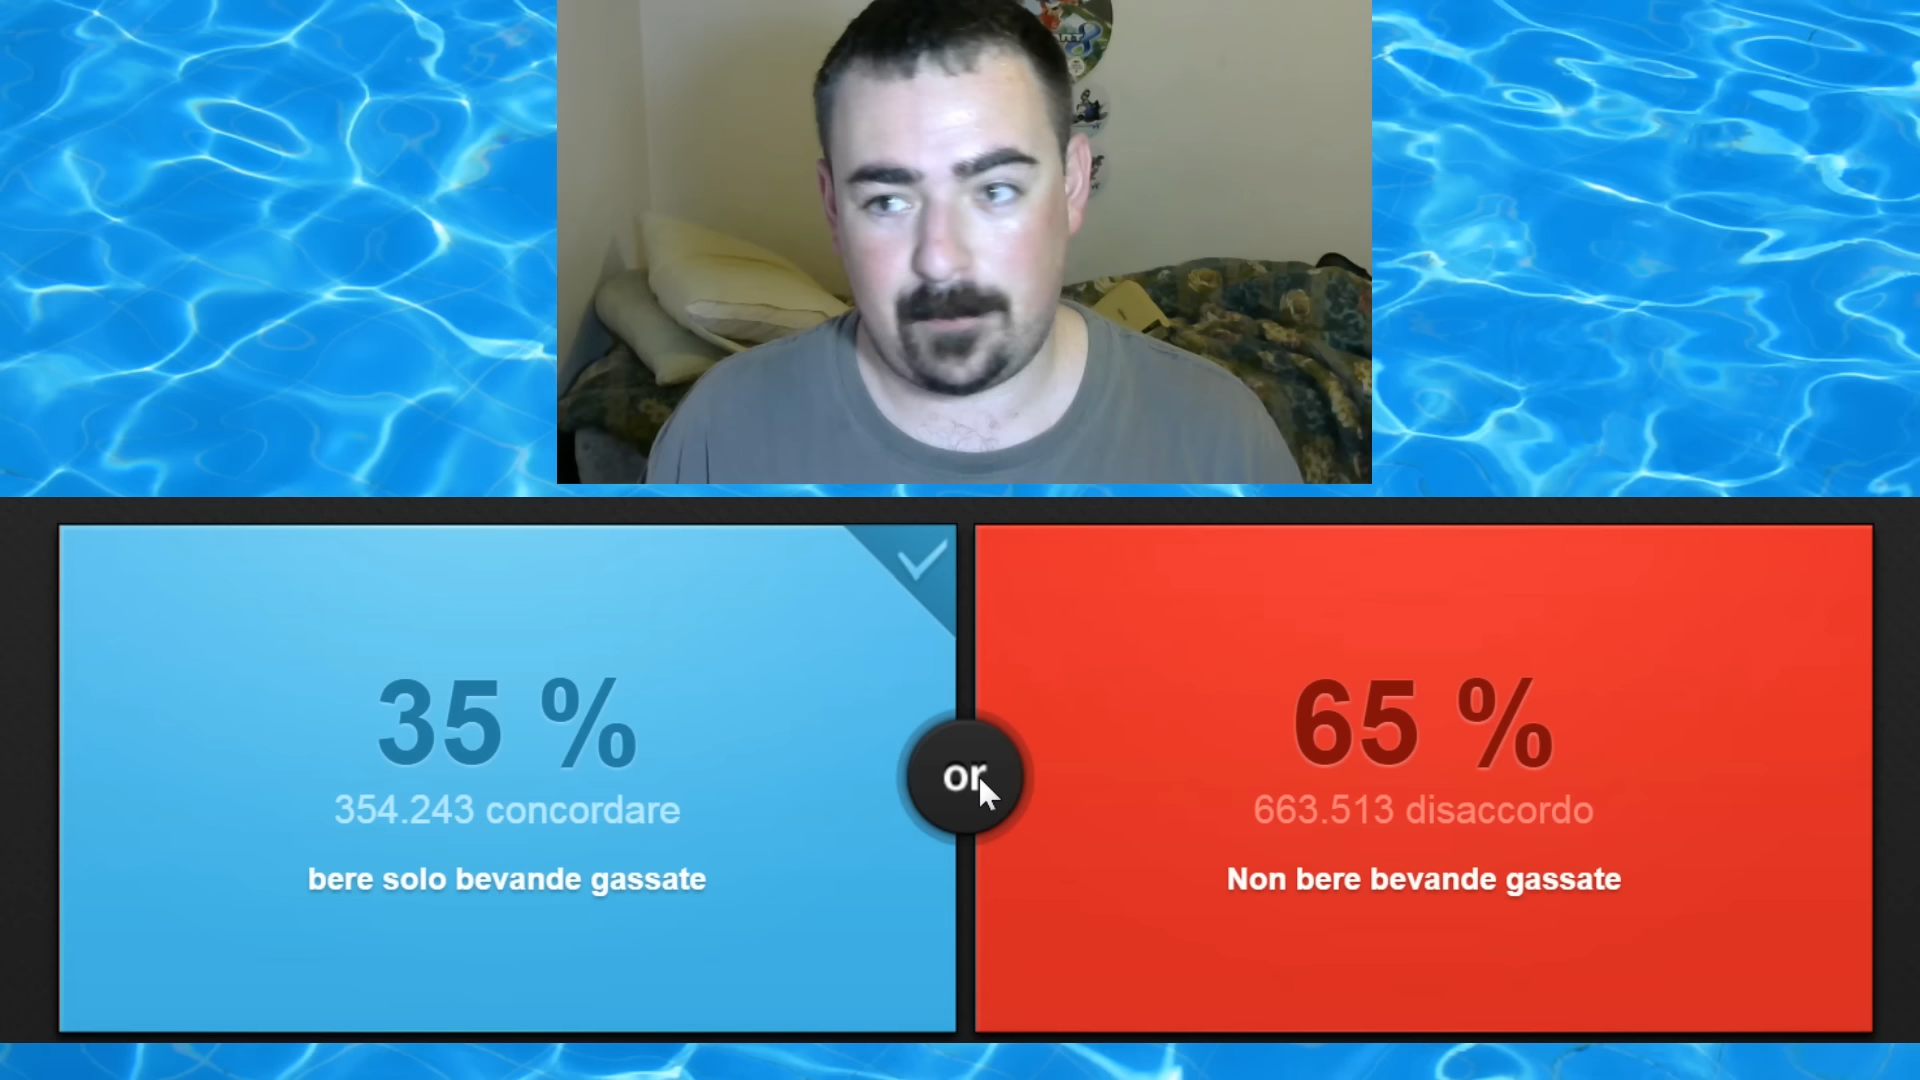 35 %
354.243 concordare
bere solo bevande gassate
or
65 %
663.513 disaccordo
Non bere bevande gassate